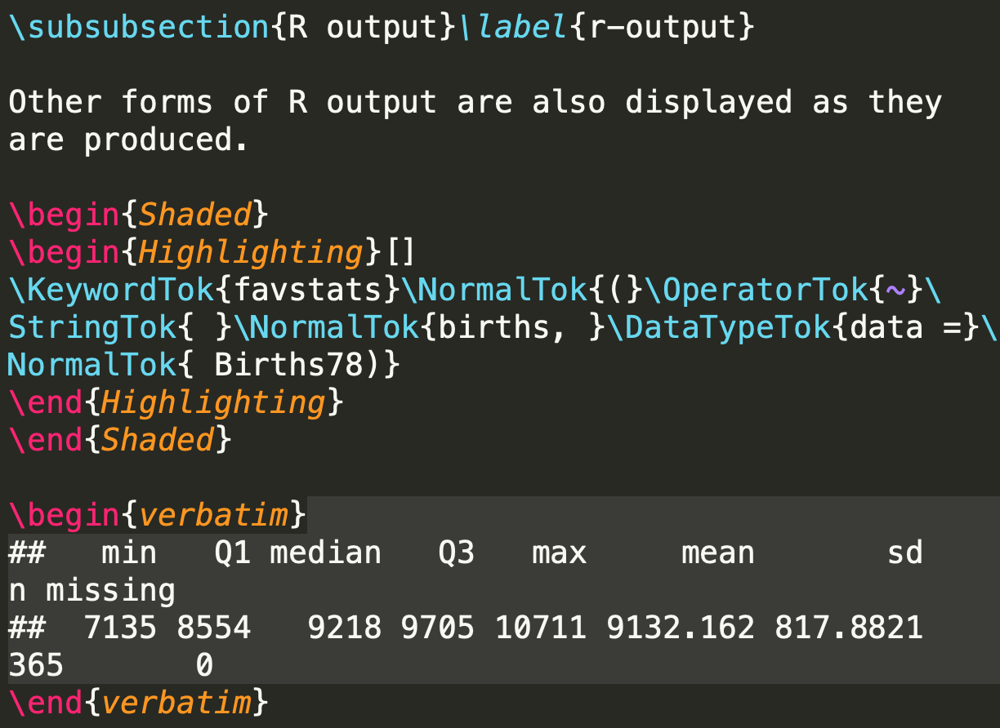 \subsubsection{R output}\label{r-output}
Other forms of R output are also displayed as they
are produced.
\begin{Shaded}
\begin{Highlighting}[]
\KeywordTok{favstats}\NormalTok{(}\OperatorTok{~}\
StringTok{ }\NormalTok{births, }\DataTypeTok{data =}\
NormalTok{ Births78)}
\end{Highlighting}
\end{Shaded}
\begin{verbatim}
##   min   Q1 median   Q3   max     mean       sd
n missing
##  7135 8554   9218 9705 10711 9132.162 817.8821
365       0
\end{verbatim}